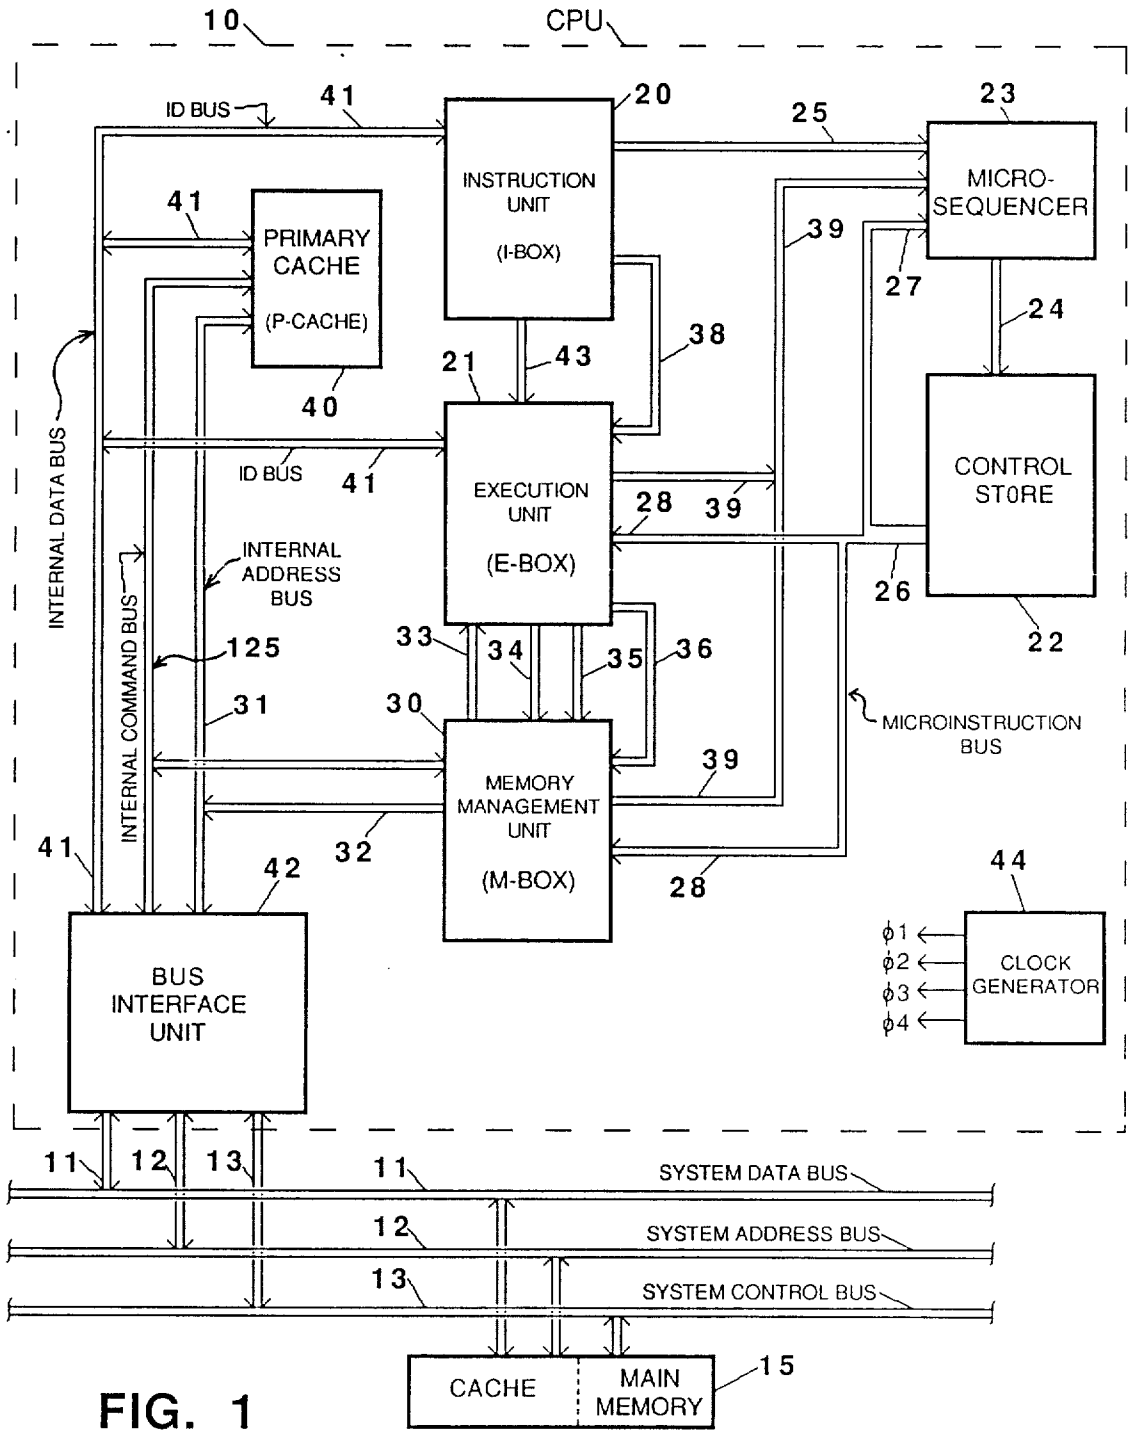 10
CPU
ID BUS
41
20
25
23
INSTRUCTION
UNIT
(I-BOX)
MICRO-
SEQUENCER
41
PRIMARY
CACHE
(P-CACHE)
39
27
24
38
43
21
40
INTERNAL DATA BUS
ID BUS
41
EXECUTION
UNIT
(E-BOX)
39
28
CONTROL
STORE
26
22
INTERNAL
ADDRESS
BUS
INTERNAL COMMAND BUS
125
31
33
34
35
36
30
MICROINSTRUCTION
BUS
MEMORY
MANAGEMENT
UNIT
(M-BOX)
39
32
28
41
42
44
BUS
INTERFACE
UNIT
ϕ1
ϕ2
ϕ3
ϕ4
CLOCK
GENERATOR
11
12
13
11
SYSTEM DATA BUS
12
SYSTEM ADDRESS BUS
13
SYSTEM CONTROL BUS
CACHE
MAIN
MEMORY
15
FIG. 1